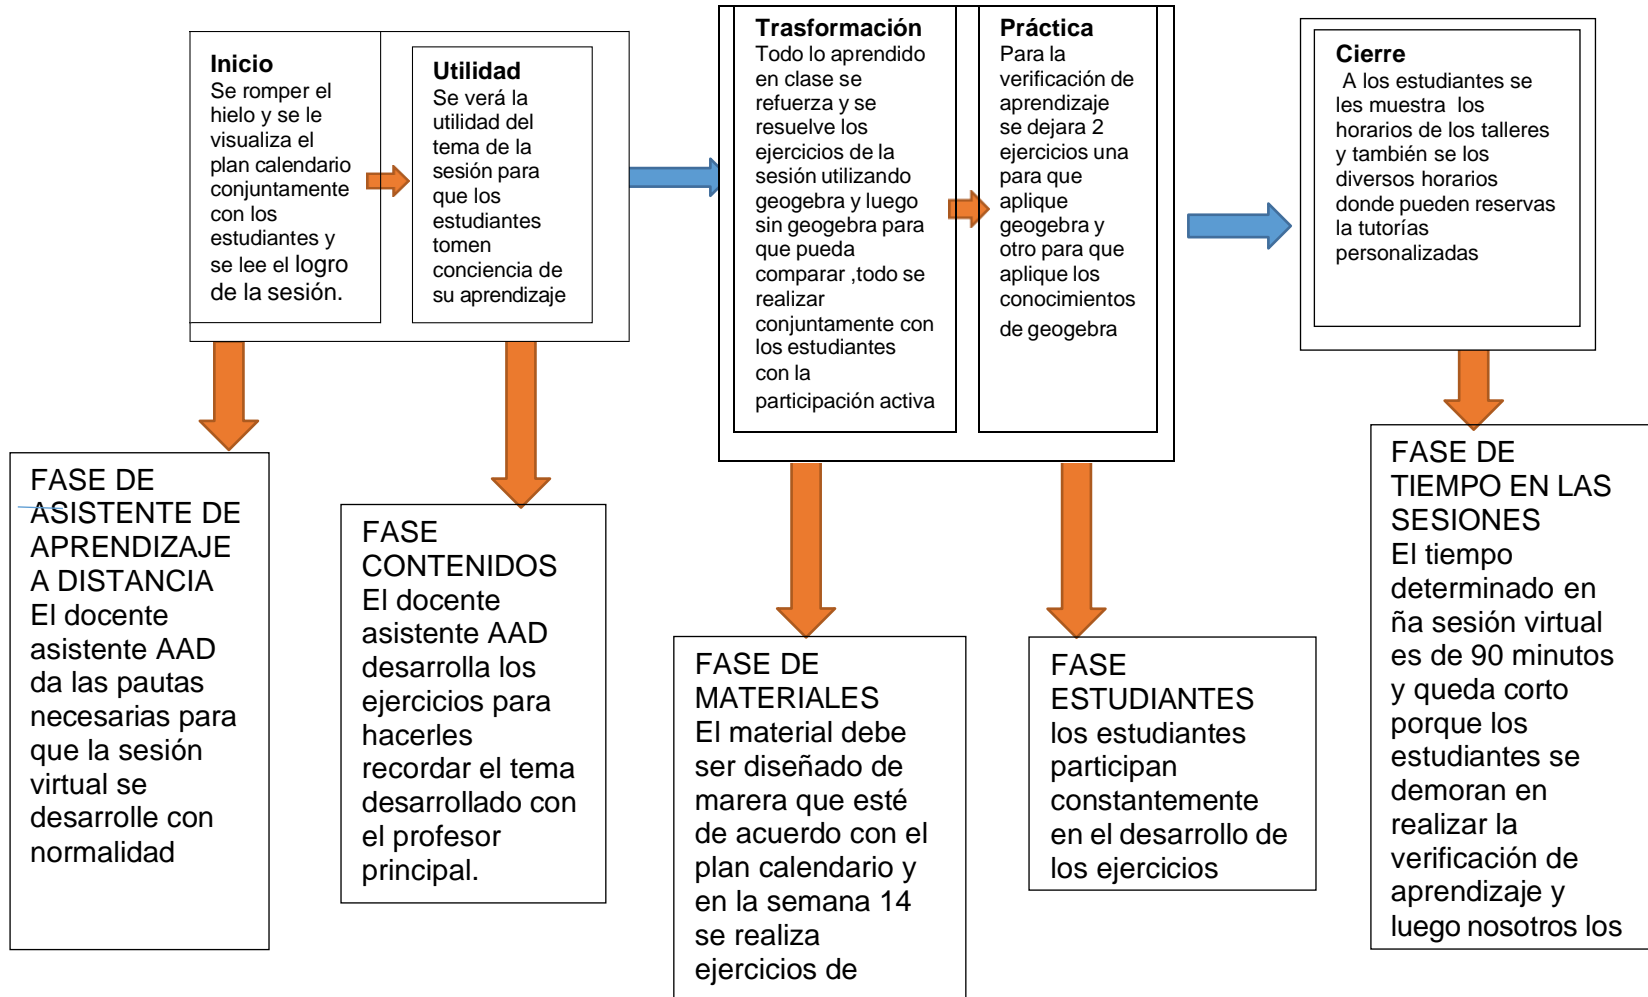 Inicio
Se romper el
hielo y se le
visualiza el
plan calendario
conjuntamente
con los
estudiantes y
se lee el logro
de la sesión.
Utilidad
Se verá la
utilidad del
tema de la
sesión para
que los
estudiantes
tomen
conciencia de
su aprendizaje
Trasformación
Todo lo aprendido
en clase se
refuerza y se
resuelve los
ejercicios de la
sesión utilizando
geogebra y luego
sin geogebra para
que pueda
comparar ,todo se
realizar
conjuntamente con
los estudiantes
con la
participación activa
Práctica
Para la
verificación de
aprendizaje
se dejara 2
ejercicios una
para que
aplique
geogebra y
otro para que
aplique los
conocimientos
de geogebra
Cierre
A los estudiantes se
les muestra los
horarios de los talleres
y también se los
diversos horarios
donde pueden reservas
la tutorías
personalizadas
FASE DE
ASISTENTE DE
APRENDIZAJE
A DISTANCIA
El docente
asistente AAD
da las pautas
necesarias para
que la sesión
virtual se
desarrolle con
normalidad
FASE
CONTENIDOS
El docente
asistente AAD
desarrolla los
ejercicios para
hacerles
recordar el tema
desarrollado con
el profesor
principal.
FASE DE
MATERIALES
El material debe
ser diseñado de
marera que esté
de acuerdo con el
plan calendario y
en la semana 14
se realiza
ejercicios de
FASE
ESTUDIANTES
los estudiantes
participan
constantemente
en el desarrollo de
los ejercicios
FASE DE
TIEMPO EN LAS
SESIONES
El tiempo
determinado en
ña sesión virtual
es de 90 minutos
y queda corto
porque los
estudiantes se
demoran en
realizar la
verificación de
aprendizaje y
luego nosotros los